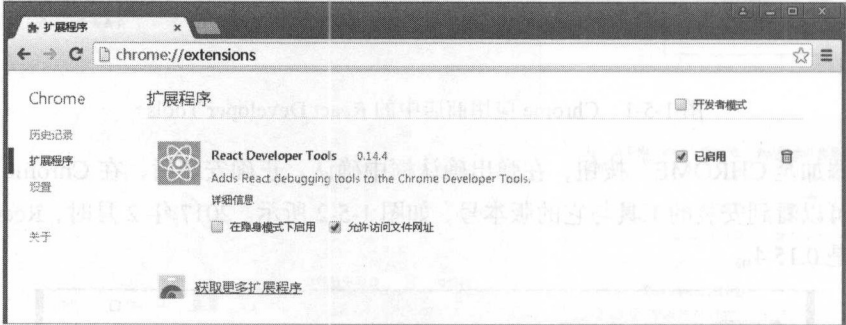 扩展程序
chrome://extensions
Chrome
扩展程序
开发者模式
历史记录
扩展程序
React Developer Tools 0.14.4
已启用
Adds React debugging tools to the Chrome Developer Tools.
设置
详细信息
在隐身模式下启用 允许访问文件网址
关于
获取更多扩展程序